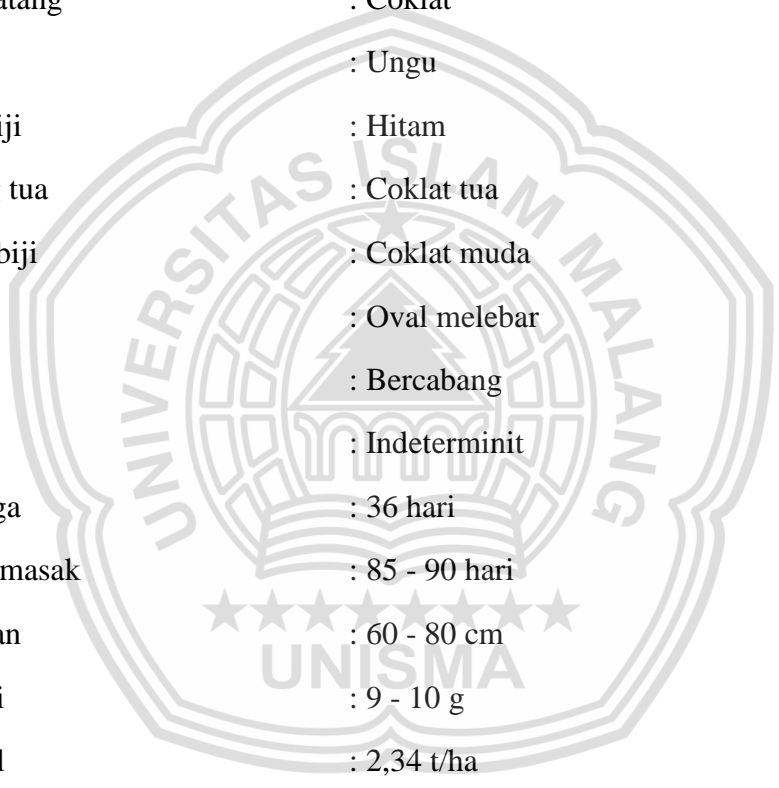 : Coklat
: Ungu
iji : Hitam
tua : Coklat tua
biji : Coklat muda
: Oval melebar
: Bercabang
: Indeterminit
ga : 36 hari
masak : 85 - 90 hari
an : 60 - 80 cm
i : 9 - 10 g
: 2,34 t/ha
UNIVERSITAS ISLAM MALANG
UNISMA